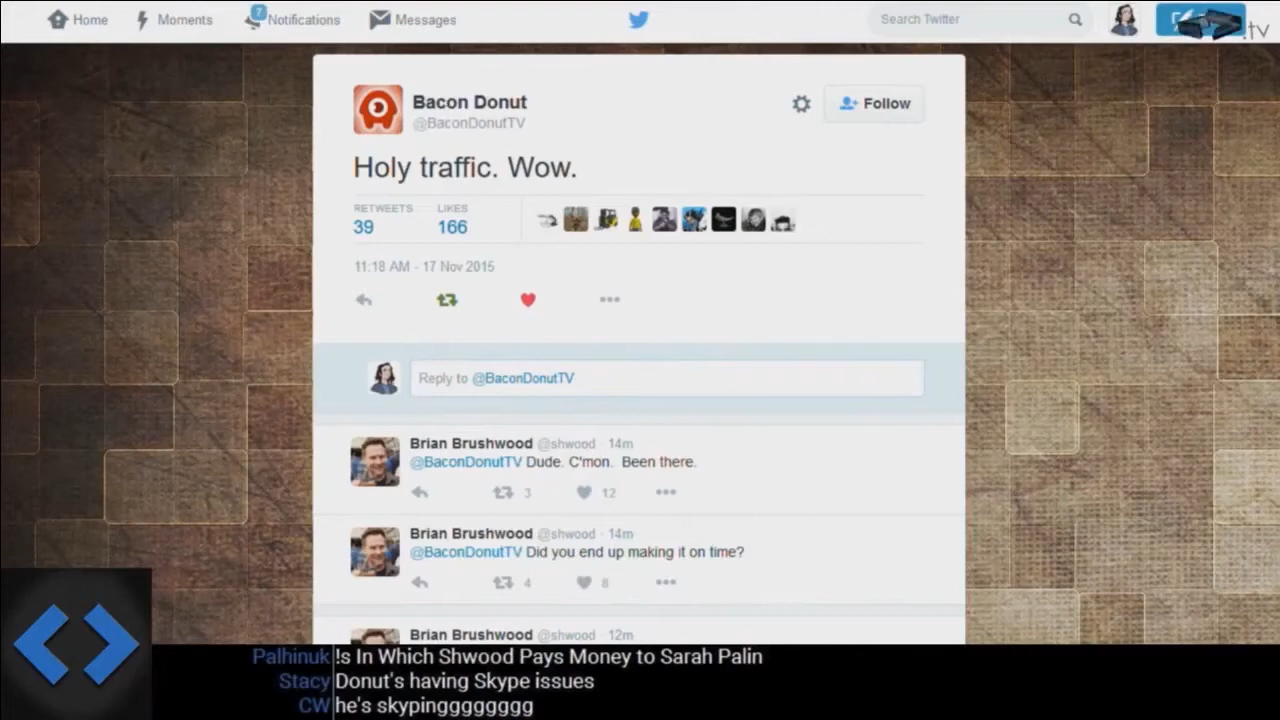 Home Moments 7 Notifications Messages Search Twitter
.tv
Bacon Donut
@BaconDonutTV
Follow
Holy traffic. Wow.
RETWEETS LIKES
39 166
11:18 AM - 17 Nov 2015
Reply to @BaconDonutTV
Brian Brushwood @shwood · 14m
@BaconDonutTV Dude. C'mon. Been there.
3 12
Brian Brushwood @shwood · 14m
@BaconDonutTV Did you end up making it on time?
4 8
Brian Brushwood @shwood · 12m
Palhinuk !s In Which Shwood Pays Money to Sarah Palin
Stacy Donut's having Skype issues
CW he's skypingggggggg